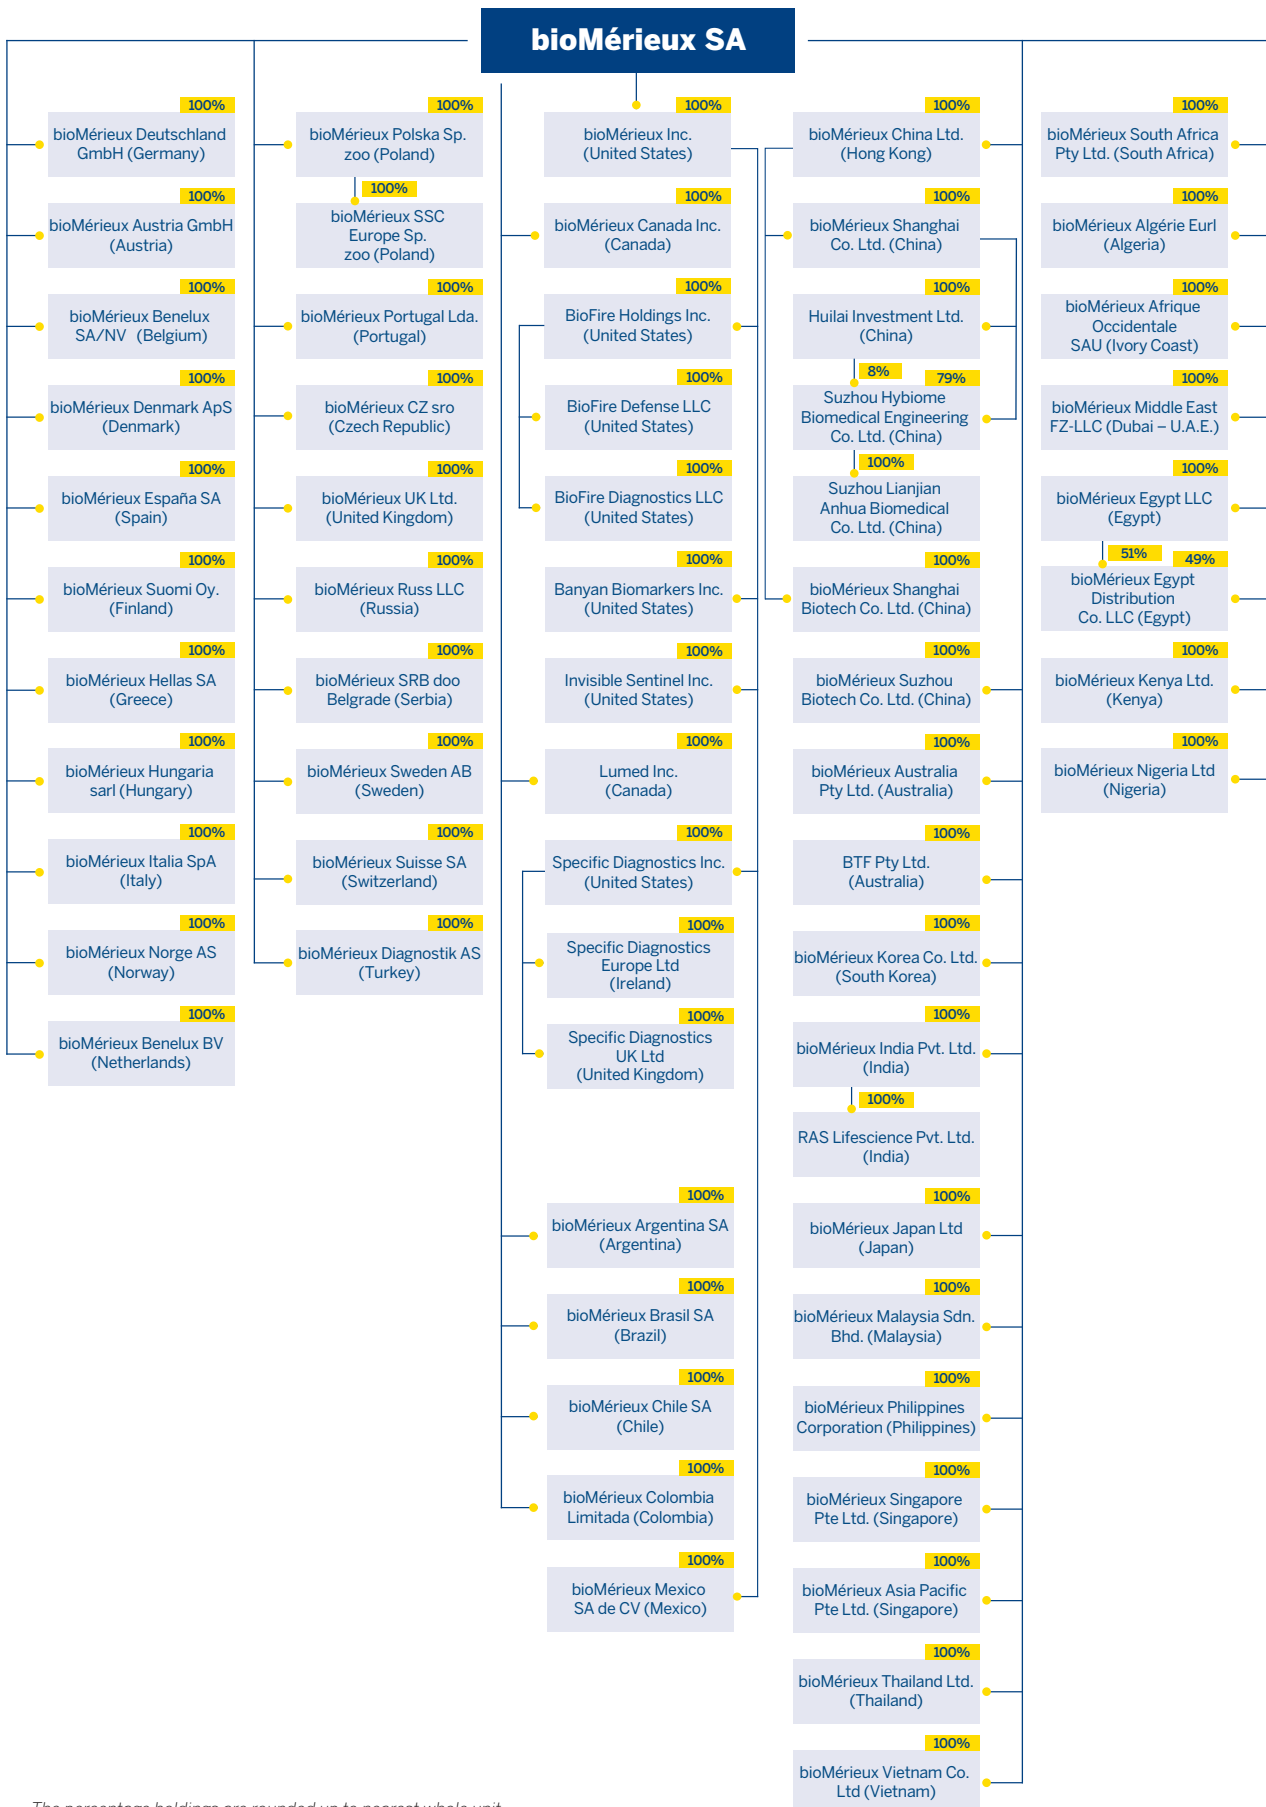 bioMérieux SA
100%
bioMérieux Deutschland
GmbH (Germany)
100%
bioMérieux Austria GmbH
(Austria)
100%
bioMérieux Benelux
SA/NV (Belgium)
100%
bioMérieux Denmark ApS
(Denmark)
100%
bioMérieux España SA
(Spain)
100%
bioMérieux Suomi Oy.
(Finland)
100%
bioMérieux Hellas SA
(Greece)
100%
bioMérieux Hungaria
sarl (Hungary)
100%
bioMérieux Italia SpA
(Italy)
100%
bioMérieux Norge AS
(Norway)
100%
bioMérieux Benelux BV
(Netherlands)
100%
bioMérieux Polska Sp.
zoo (Poland)
100%
bioMérieux SSC
Europe Sp.
zoo (Poland)
100%
bioMérieux Portugal Lda.
(Portugal)
100%
bioMérieux CZ sro
(Czech Republic)
100%
bioMérieux UK Ltd.
(United Kingdom)
100%
bioMérieux Russ LLC
(Russia)
100%
bioMérieux SRB doo
Belgrade (Serbia)
100%
bioMérieux Sweden AB
(Sweden)
100%
bioMérieux Suisse SA
(Switzerland)
100%
bioMérieux Diagnostik AS
(Turkey)
100%
bioMérieux Inc.
(United States)
100%
bioMérieux Canada Inc.
(Canada)
100%
BioFire Holdings Inc.
(United States)
100%
BioFire Defense LLC
(United States)
100%
BioFire Diagnostics LLC
(United States)
100%
Banyan Biomarkers Inc.
(United States)
100%
Invisible Sentinel Inc.
(United States)
100%
Lumed Inc.
(Canada)
100%
Specific Diagnostics Inc.
(United States)
100%
Specific Diagnostics
Europe Ltd
(Ireland)
100%
Specific Diagnostics
UK Ltd
(United Kingdom)
100%
bioMérieux Argentina SA
(Argentina)
100%
bioMérieux Brasil SA
(Brazil)
100%
bioMérieux Chile SA
(Chile)
100%
bioMérieux Colombia
Limitada (Colombia)
100%
bioMérieux Mexico
SA de CV (Mexico)
100%
bioMérieux China Ltd.
(Hong Kong)
100%
bioMérieux Shanghai
Co. Ltd. (China)
100%
Huilai Investment Ltd.
(China)
8%
79%
Suzhou Hybiome
Biomedical Engineering
Co. Ltd. (China)
100%
Suzhou Lianjian
Anhua Biomedical
Co. Ltd. (China)
100%
bioMérieux Shanghai
Biotech Co. Ltd. (China)
100%
bioMérieux Suzhou
Biotech Co. Ltd. (China)
100%
bioMérieux Australia
Pty Ltd. (Australia)
100%
BTF Pty Ltd.
(Australia)
100%
bioMérieux Korea Co. Ltd.
(South Korea)
100%
bioMérieux India Pvt. Ltd.
(India)
100%
RAS Lifescience Pvt. Ltd.
(India)
100%
bioMérieux Japan Ltd
(Japan)
100%
bioMérieux Malaysia Sdn.
Bhd. (Malaysia)
100%
bioMérieux Philippines
Corporation (Philippines)
100%
bioMérieux Singapore
Pte Ltd. (Singapore)
100%
bioMérieux Asia Pacific
Pte Ltd. (Singapore)
100%
bioMérieux Thailand Ltd.
(Thailand)
100%
bioMérieux Vietnam Co.
Ltd (Vietnam)
100%
bioMérieux South Africa
Pty Ltd. (South Africa)
100%
bioMérieux Algérie Eurl
(Algeria)
100%
bioMérieux Afrique
Occidentale
SAU (Ivory Coast)
100%
bioMérieux Middle East
FZ-LLC (Dubai – U.A.E.)
100%
bioMérieux Egypt LLC
(Egypt)
51%
49%
bioMérieux Egypt
Distribution
Co. LLC (Egypt)
100%
bioMérieux Kenya Ltd.
(Kenya)
100%
bioMérieux Nigeria Ltd
(Nigeria)
The percentage holdings are rounded up to nearest whole unit